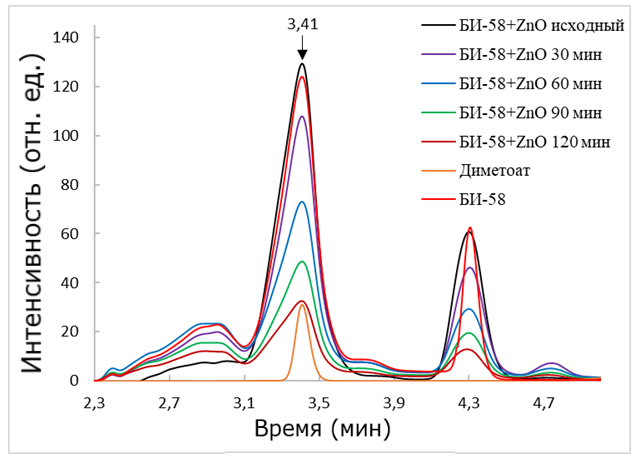 3,41
БИ-58+ZnO исходный
БИ-58+ZnO 30 мин
БИ-58+ZnO 60 мин
БИ-58+ZnO 90 мин
БИ-58+ZnO 120 мин
Диметоат
БИ-58
Интенсивность (отн. ед.)
140
120
100
80
60
40
20
0
2,3 2,7 3,1 3,5 3,9 4,3 4,7
Время (мин)